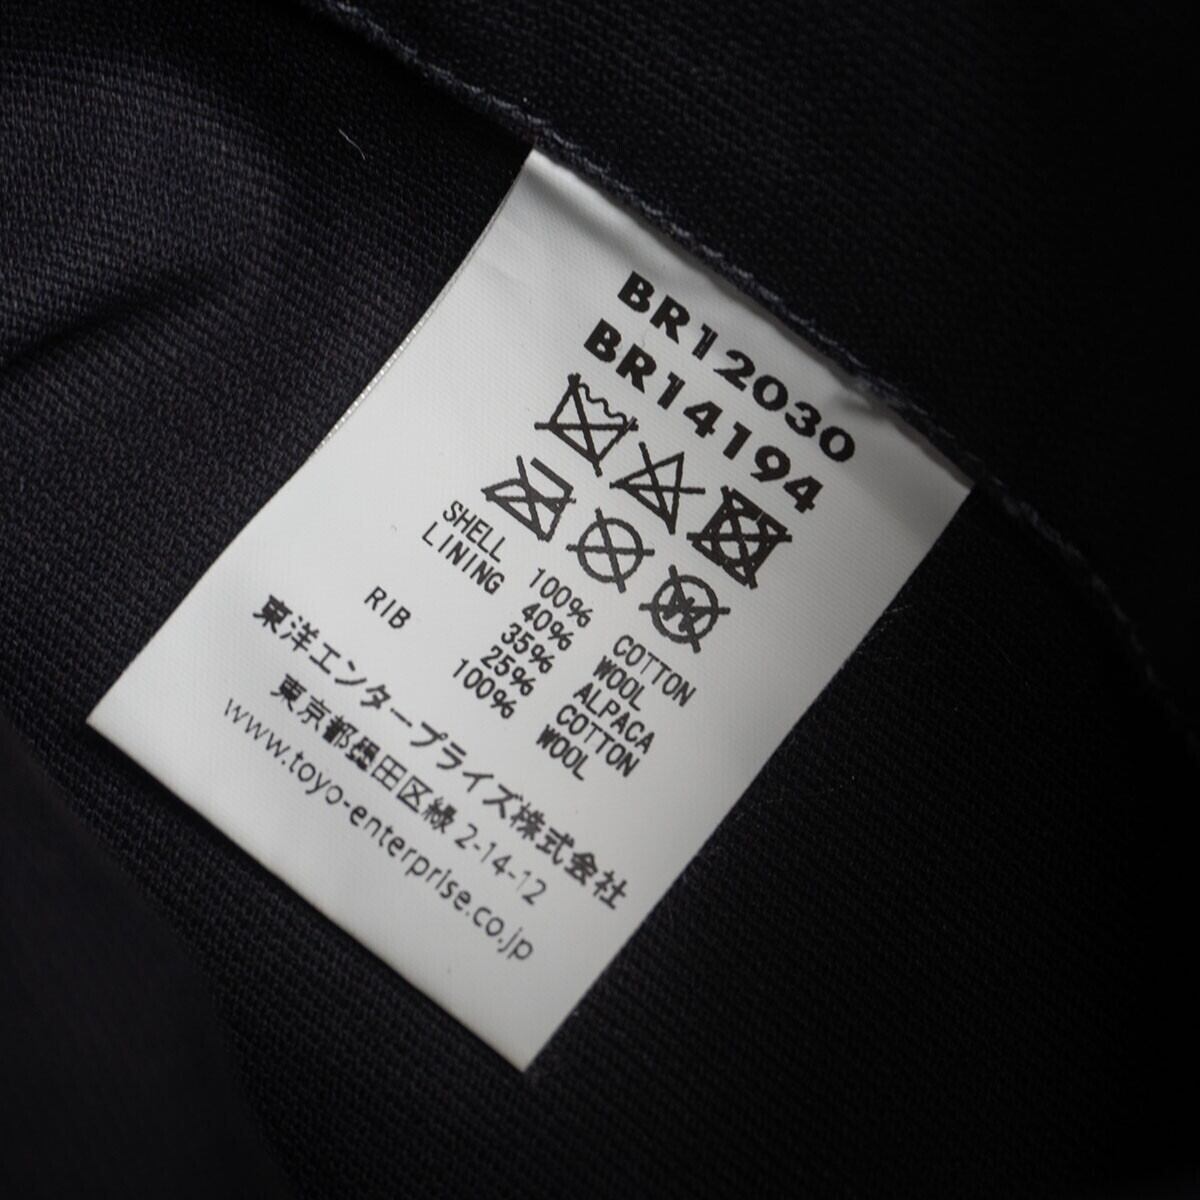 BR12030
BR14194
SHELL 100% COTTON
LINING 40% WOOL
35% ALPACA
25% COTTON
RIB 100% WOOL
東洋エンタープライズ株式会社
東京都墨田区緑 2-14-12
www.toyo-enterprise.co.jp